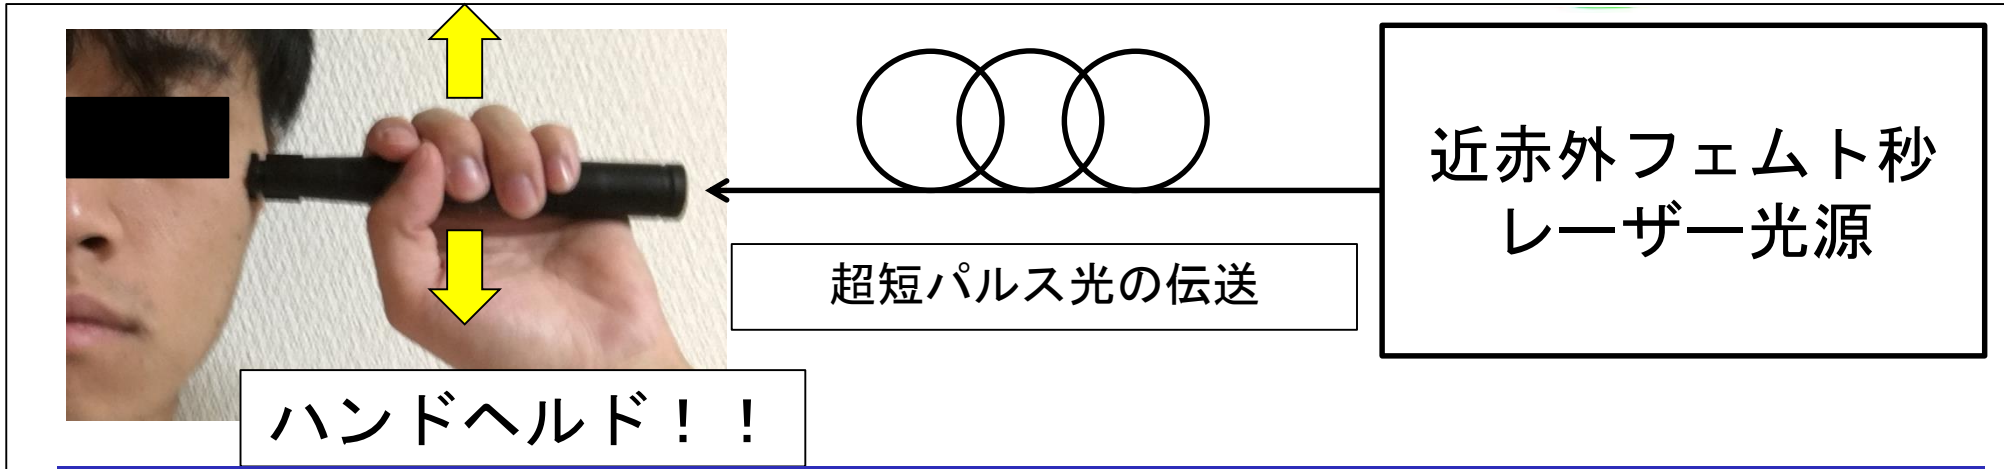 近赤外フェムト秒
レーザー光源
超短パルス光の伝送
ハンドヘルド！！